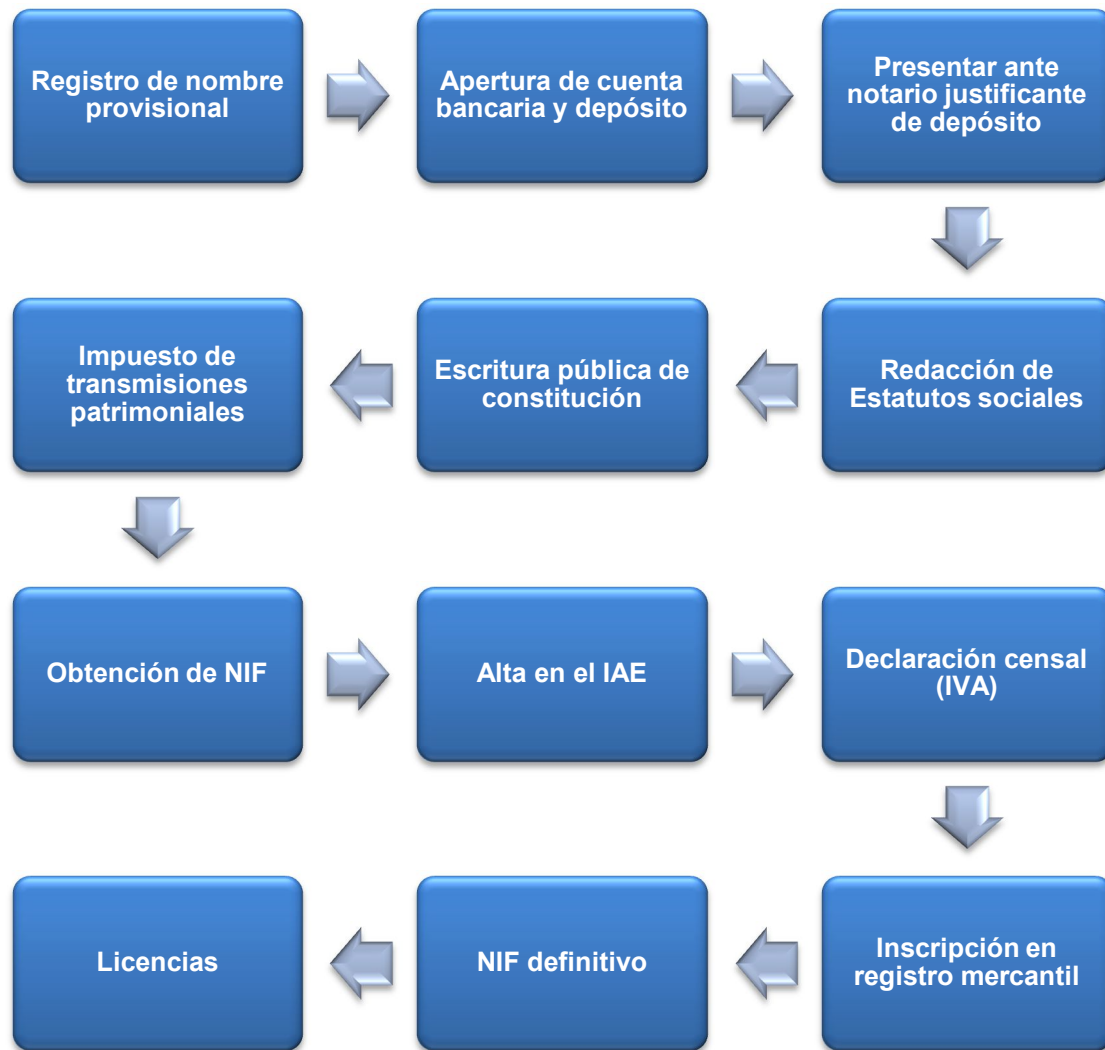 Registro de nombre
provisional
Apertura de cuenta
bancaria y depósito
Presentar ante
notario justificante
de depósito
Redacción de
Estatutos sociales
Escritura pública de
constitución
Impuesto de
transmisiones
patrimoniales
Obtención de NIF
Alta en el IAE
Declaración censal
(IVA)
Inscripción en
registro mercantil
NIF definitivo
Licencias